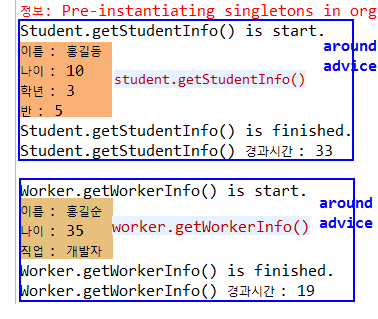 정보: Pre-instantiating singletons in org
Student.getStudentInfo() is start.
around advice
이름 : 홍길동
나이 : 10
student.getStudentInfo()
학년 : 3
반 : 5
Student.getStudentInfo() is finished.
Student.getStudentInfo() 경과시간 : 33
Worker.getWorkerInfo() is start.
around advice
이름 : 홍길순
나이 : 35
worker.getWorkerInfo()
직업 : 개발자
Worker.getWorkerInfo() is finished.
Worker.getWorkerInfo() 경과시간 : 19